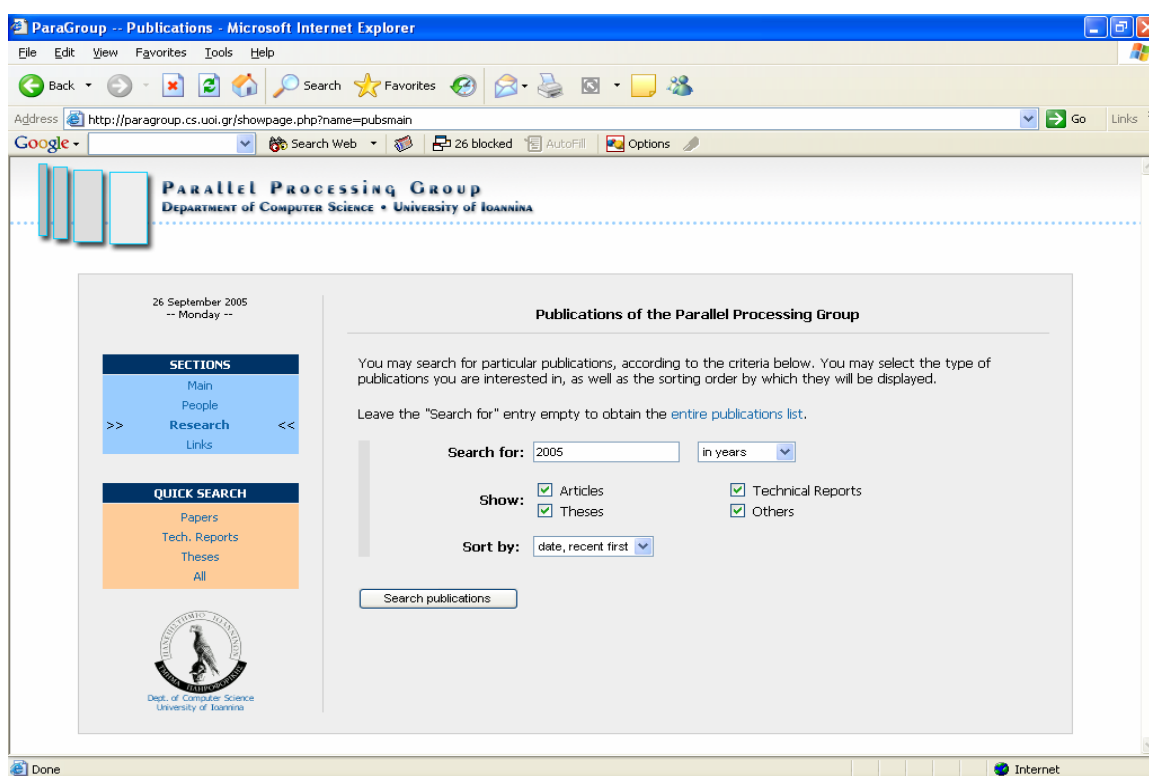 ParaGroup -- Publications - Microsoft Internet Explorer
File Edit View Favorites Tools Help
Back Search Favorites
Address http://paragroup.cs.uoi.gr/showpage.php?name=pubsmain Go Links
Google Search Web 26 blocked AutoFill Options
Parallel Processing Group
Department of Computer Science • University of Ioannina
26 September 2005
-- Monday --
SECTIONS
Main
People
>> Research <<
Links
QUICK SEARCH
Papers
Tech. Reports
Theses
All
Dept. of Computer Science
University of Ioannina
Publications of the Parallel Processing Group
You may search for particular publications, according to the criteria below. You may select the type of
publications you are interested in, as well as the sorting order by which they will be displayed.
Leave the "Search for" entry empty to obtain the entire publications list.
Search for: 2005 in years
Show: Articles Technical Reports
Theses Others
Sort by: date, recent first
Search publications
Done Internet